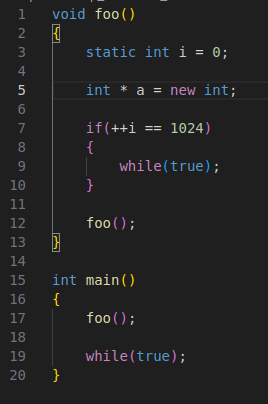 1 void foo()
2 {
3     static int i = 0;
4
5     int * a = new int;
6
7     if(++i == 1024)
8     {
9         while(true);
10     }
11
12     foo();
13 }
14
15 int main()
16 {
17     foo();
18
19     while(true);
20 }